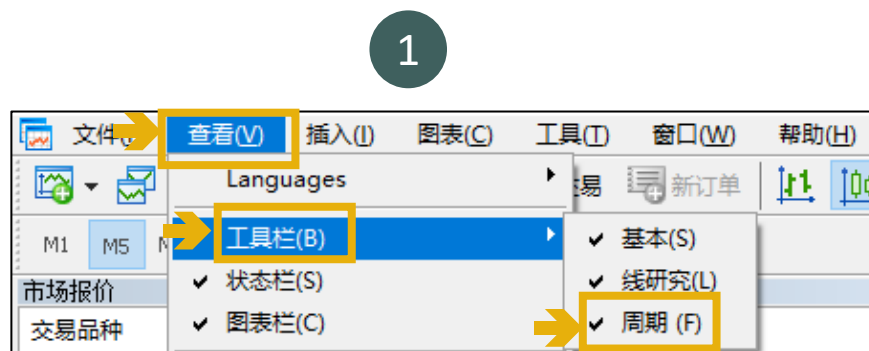 1
文件 查看(V) 插入(I) 图表(C) 工具(T) 窗口(W) 帮助(H)
Languages 易 新订单
M1 M5 工具栏(B) 基本(S)
市场报价 状态栏(S) 线研究(L)
交易品种 图表栏(C) 周期 (F)